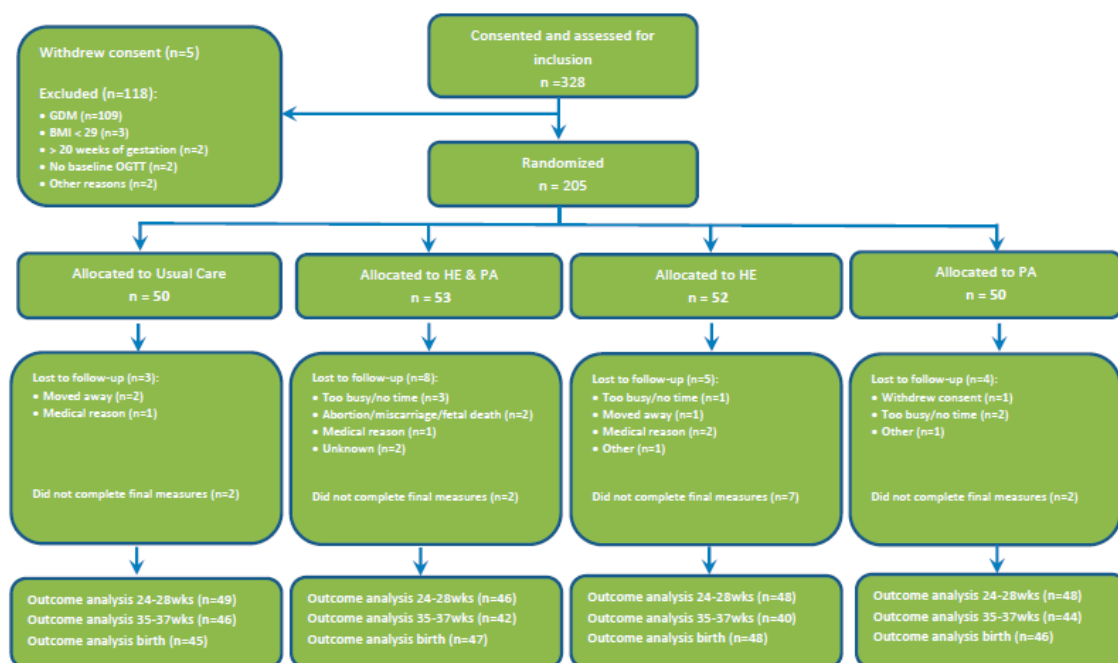 Consented and assessed for
inclusion
n =328
Withdrew consent (n=5)
Excluded (n=118):
• GDM (n=109)
• BMI < 29 (n=3)
• > 20 weeks of gestation (n=2)
• No baseline OGTT (n=2)
• Other reasons (n=2)
Randomized
n = 205
Allocated to Usual Care
n = 50
Allocated to HE & PA
n = 53
Allocated to HE
n = 52
Allocated to PA
n = 50
Lost to follow-up (n=3):
• Moved away (n=2)
• Medical reason (n=1)
Did not complete final measures (n=2)
Lost to follow-up (n=8):
• Too busy/no time (n=3)
• Abortion/miscarriage/fetal death (n=2)
• Medical reason (n=1)
• Unknown (n=2)
Did not complete final measures (n=2)
Lost to follow-up (n=5):
• Too busy/no time (n=1)
• Moved away (n=1)
• Medical reason (n=2)
• Other (n=1)
Did not complete final measures (n=7)
Lost to follow-up (n=4):
• Withdrew consent (n=1)
• Too busy/no time (n=2)
• Other (n=1)
Did not complete final measures (n=2)
Outcome analysis 24-28wks (n=49)
Outcome analysis 35-37wks (n=46)
Outcome analysis birth (n=45)
Outcome analysis 24-28wks (n=46)
Outcome analysis 35-37wks (n=42)
Outcome analysis birth (n=47)
Outcome analysis 24-28wks (n=48)
Outcome analysis 35-37wks (n=40)
Outcome analysis birth (n=48)
Outcome analysis 24-28wks (n=48)
Outcome analysis 35-37wks (n=44)
Outcome analysis birth (n=46)